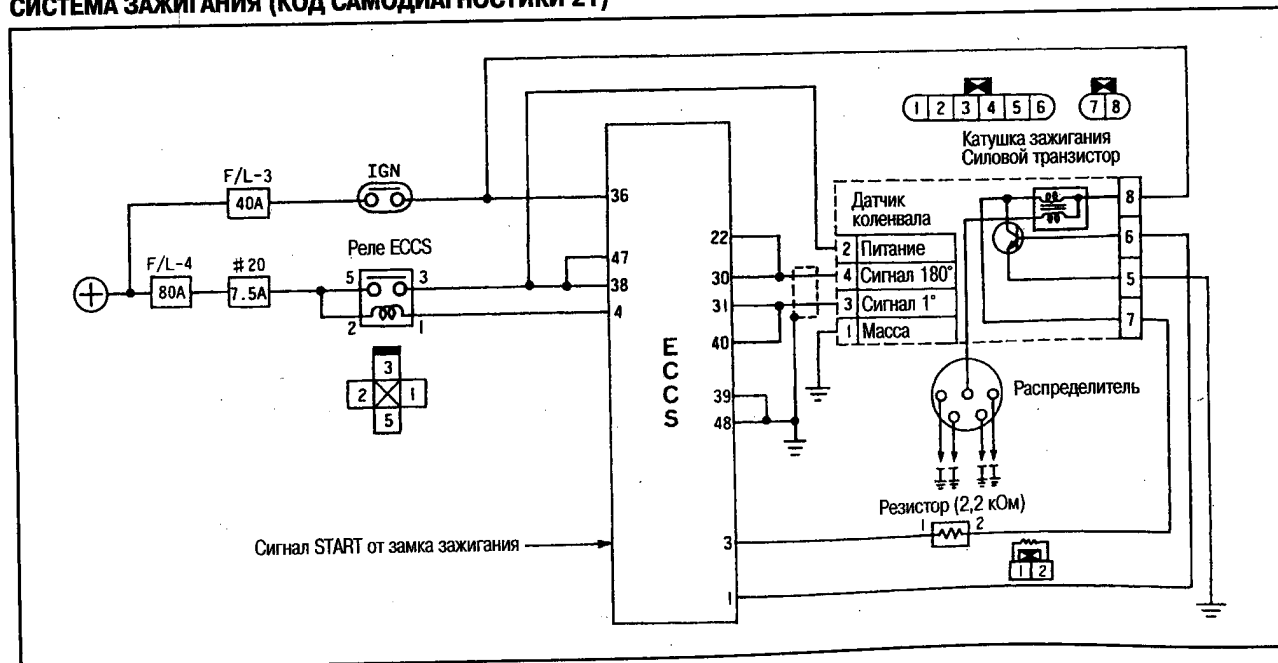 СИСТЕМА ЗАЖИГАНИЯ (КОД САМОДИАГНОСТИКИ 21)
1 2 3 4 5 6
7 8
Катушка зажигания
Силовой транзистор
F/L-3
40A
IGN
36
Датчик
коленвала
8
6
5
7
2 Питание
4 Сигнал 180°
3 Сигнал 1°
1 Масса
22
30
31
40
39
48
47
38
4
Реле ECCS
5 3
2 1
F/L-4
80A
#20
7.5A
3
2 1
5
ECCS
Распределитель
Резистор (2,2 кОм)
1 2
1 2
Сигнал START от замка зажигания
3
1